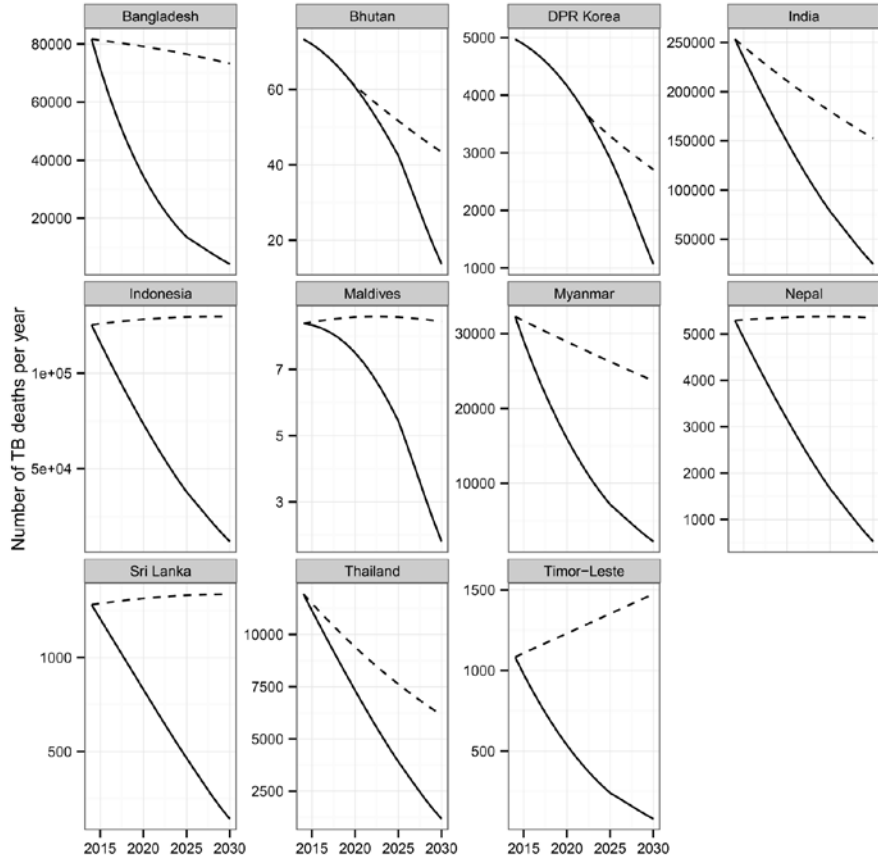 Number of TB deaths per year
Bangladesh
80000
60000
40000
20000
Bhutan
60
40
20
DPR Korea
5000
4000
3000
2000
1000
India
250000
200000
150000
100000
50000
Indonesia
1e+05
5e+04
Maldives
7
5
3
Myanmar
30000
20000
10000
Nepal
5000
4000
3000
2000
1000
Sri Lanka
1000
500
2015 2020 2025 2030
Thailand
10000
7500
5000
2500
2015 2020 2025 2030
Timor−Leste
1500
1000
500
2015 2020 2025 2030